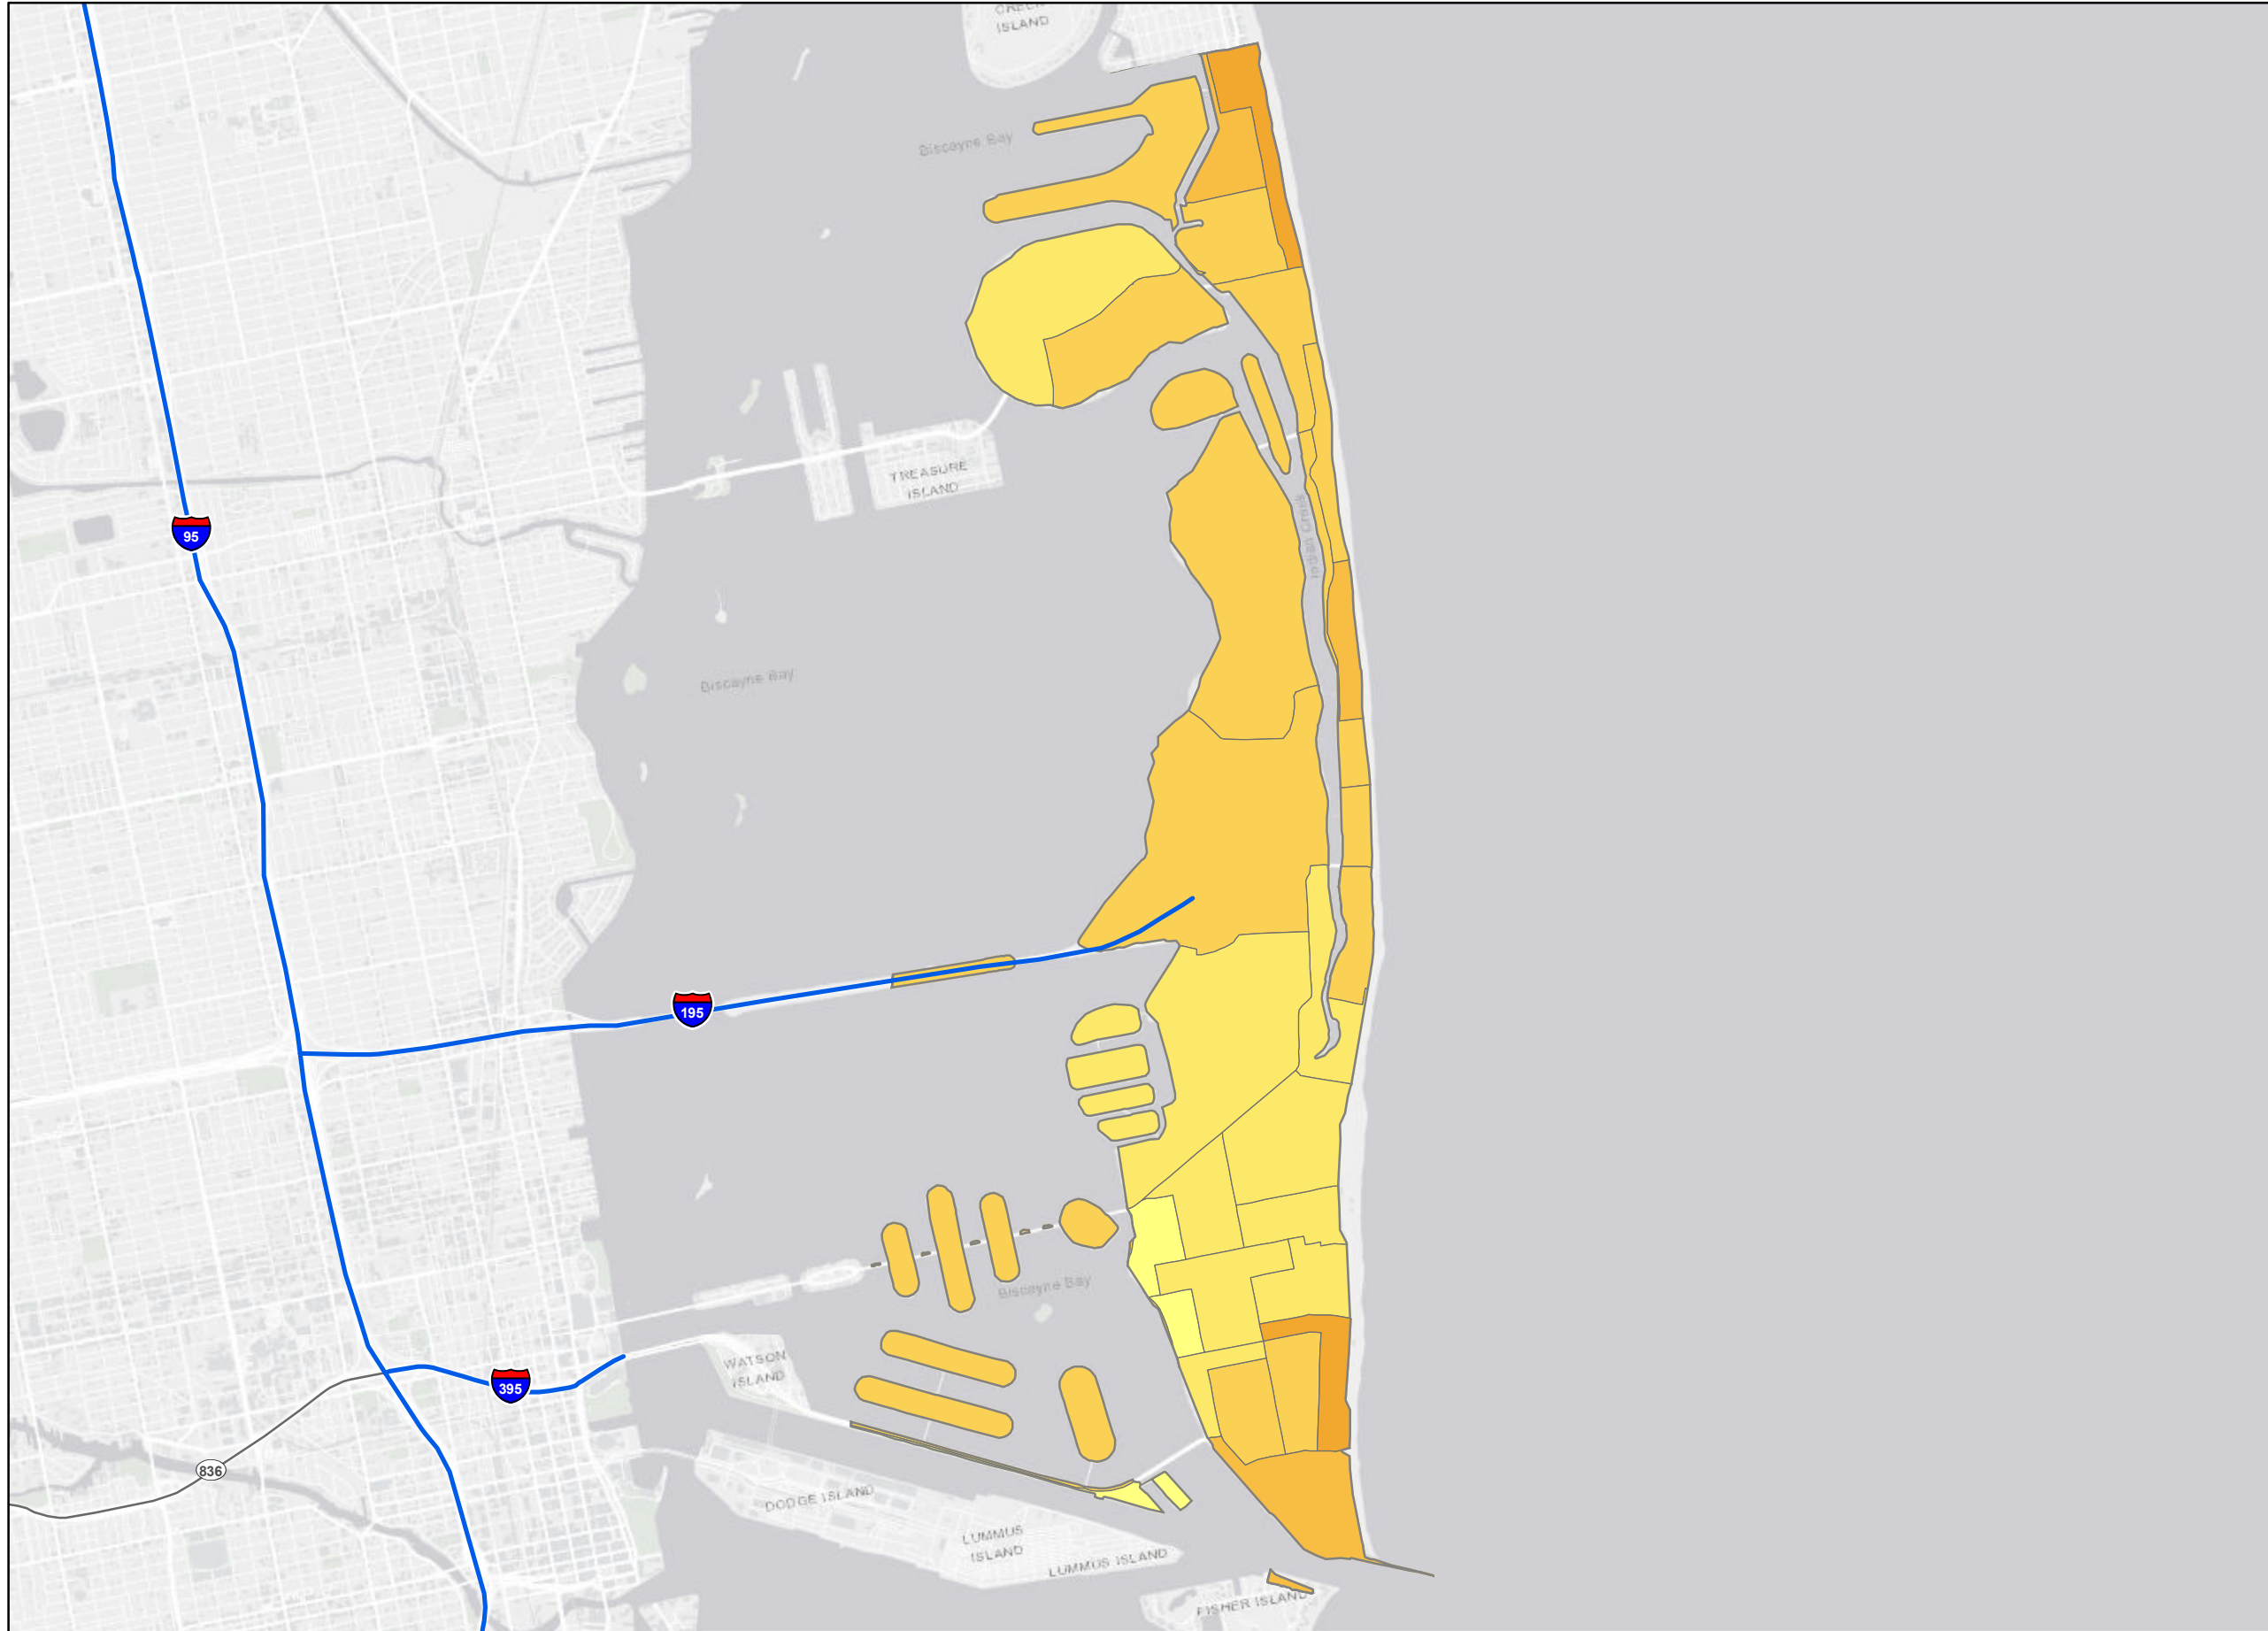 ISLAND
Biscayne Bay
TREASURE
ISLAND
Indian Creek
95
Biscayne Bay
195
Biscayne Bay
WATSON
ISLAND
395
836
DODGE ISLAND
LUMMUS
ISLAND
LUMMUS ISLAND
FISHER ISLAND